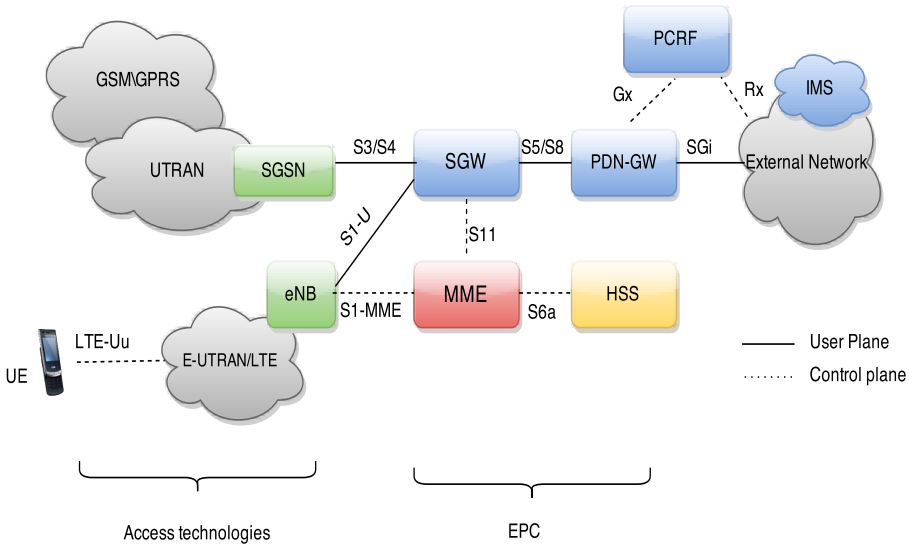 PCRF
GSM\GPRS
IMS
Gx
Rx
S3/S4
SGW
S5/S8
PDN-GW
SGi
External Network
UTRAN
SGSN
S1-U
S11
eNB
S1-MME
MME
S6a
HSS
LTE-Uu
E-UTRAN/LTE
UE
User Plane
Control plane
Access technologies
EPC